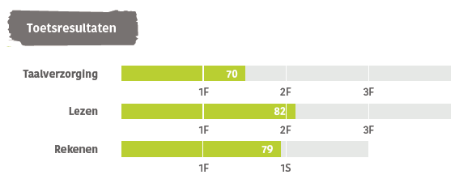 Toetsresultaten
Taalverzorging 70
1F 2F 3F
Lezen 82
1F 2F 3F
Rekenen 79
1F 1S